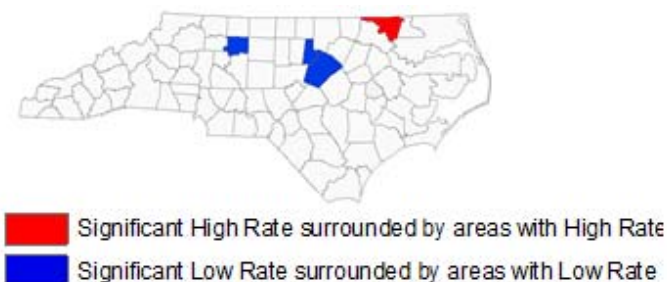 Significant High Rate surrounded by areas with High Rate
Significant Low Rate surrounded by areas with Low Rate